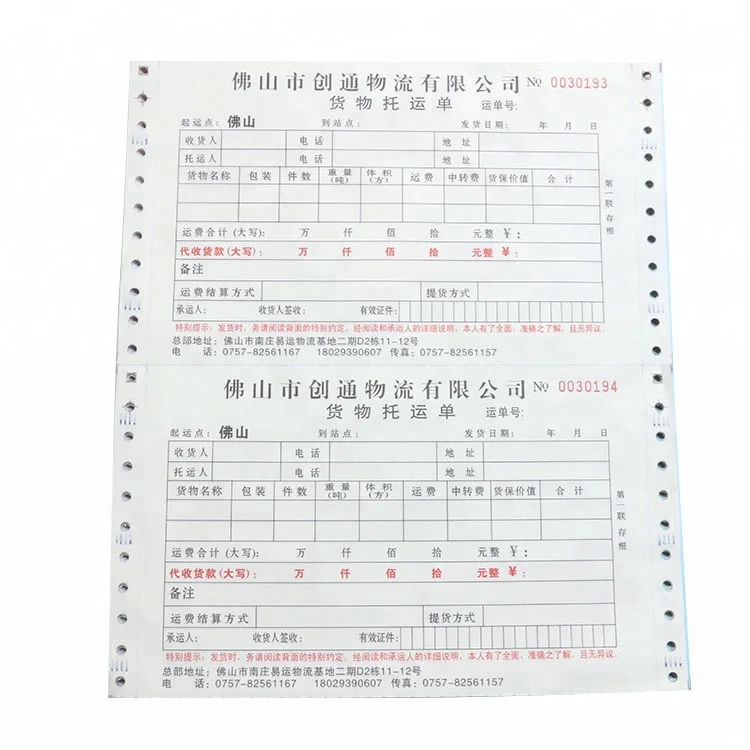 佛山市创通物流有限公司 № 0030193
货物托运单 运单号:
起运点: 佛山 到站点: 发货日期: 年 月 日
收货人 电话 地址
托运人 电话 地址
货物名称 包装 件数 重量(吨) 体积(方) 运费 中转费 货保价值 合计
第一联 存根
运费合计(大写): 万 仟 佰 拾 元整 ¥:
代收货款(大写): 万 仟 佰 拾 元整 ¥:
备注
运费结算方式 提货方式
承运人: 收货人签收: 有效证件:
特别提示: 发货时, 务请阅读背面的特别约定。经阅读和承运人的详细说明, 本人有了全面、准确之了解, 且无异议。
总部地址: 佛山市南庄易运物流基地二期D2栋11-12号
电 话: 0757-82561167 18029390607 传真: 0757-82561157
佛山市创通物流有限公司 № 0030194
货物托运单 运单号:
起运点: 佛山 到站点: 发货日期: 年 月 日
收货人 电话 地址
托运人 电话 地址
货物名称 包装 件数 重量(吨) 体积(方) 运费 中转费 货保价值 合计
第一联 存根
运费合计(大写): 万 仟 佰 拾 元整 ¥:
代收货款(大写): 万 仟 佰 拾 元整 ¥:
备注
运费结算方式 提货方式
承运人: 收货人签收: 有效证件:
特别提示: 发货时, 务请阅读背面的特别约定。经阅读和承运人的详细说明, 本人有了全面、准确之了解, 且无异议。
总部地址: 佛山市南庄易运物流基地二期D2栋11-12号
电 话: 0757-82561167 18029390607 传真: 0757-82561157